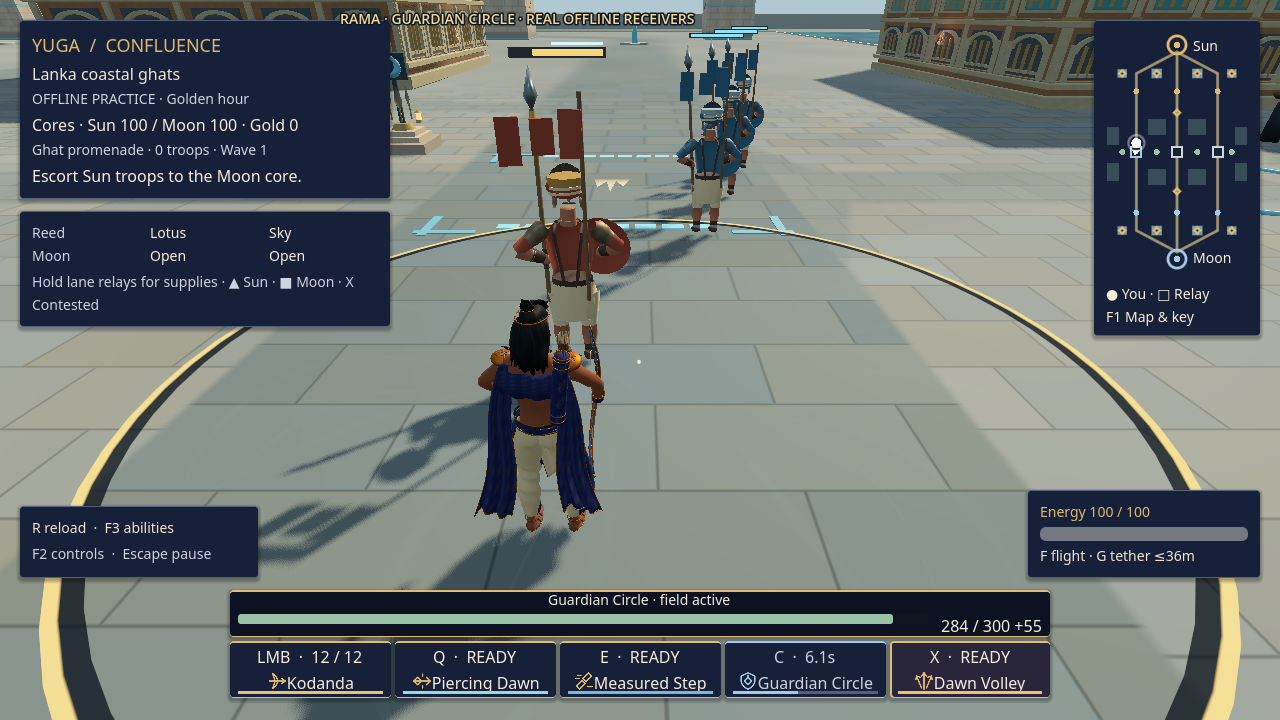 RAMA · GUARDIAN CIRCLE · REAL OFFLINE RECEIVERS
YUGA / CONFLUENCE
Lanka coastal ghats
OFFLINE PRACTICE · Golden hour
Cores · Sun 100 / Moon 100 · Gold 0
Ghat promenade · 0 troops · Wave 1
Escort Sun troops to the Moon core.
Reed Lotus Sky
Moon Open Open
Hold lane relays for supplies · ▲ Sun · ■ Moon · X
Contested
Sun
Moon
● You · □ Relay
F1 Map & key
R reload · F3 abilities
F2 controls · Escape pause
Energy 100 / 100
F flight · G tether ≤36m
Guardian Circle · field active
284 / 300 +55
LMB · 12 / 12
Kodanda
Q · READY
Piercing Dawn
E · READY
Measured Step
C · 6.1s
Guardian Circle
X · READY
Dawn Volley